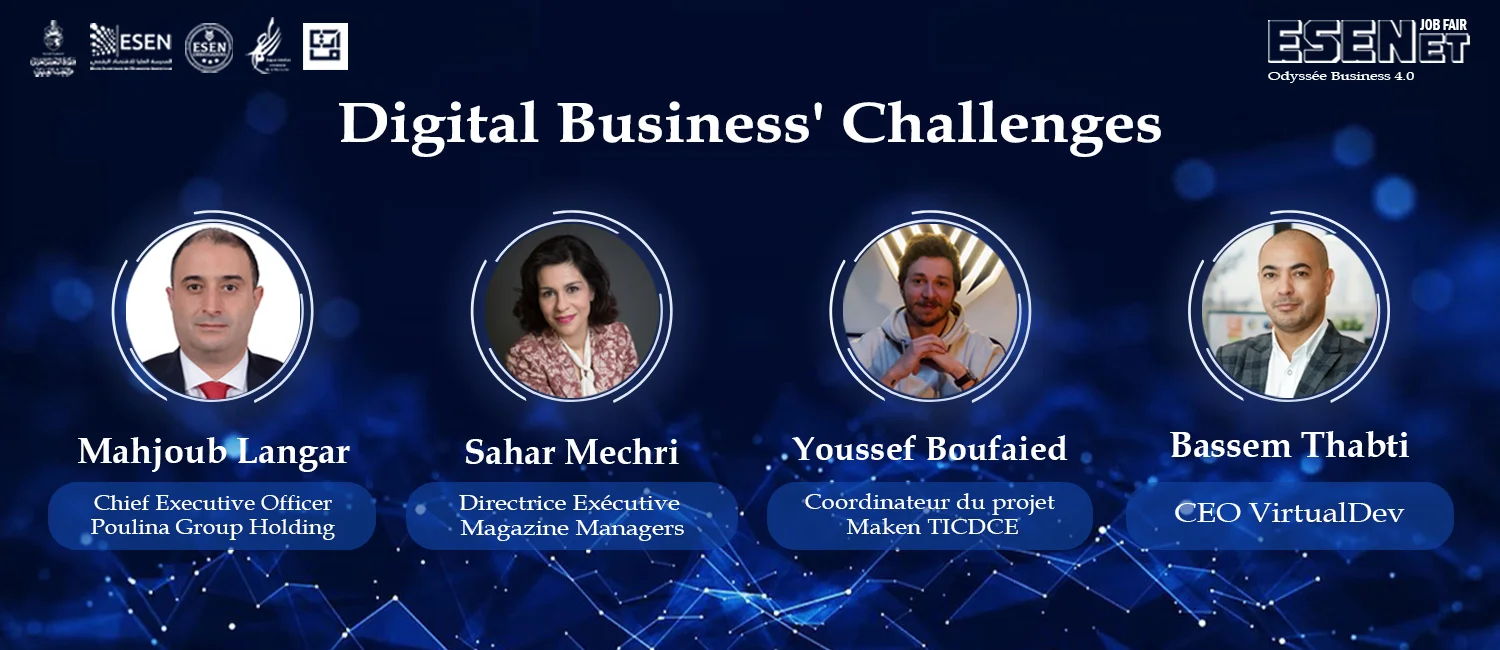 ESEN
ESEN
ESENET
JOB FAIR
Odyssée Business 4.0
Digital Business' Challenges
Mahjoub Langar
Chief Executive Officer
Poulina Group Holding
Sahar Mechri
Directrice Exécutive
Magazine Managers
Youssef Boufaied
Coordinateur du projet
Maken TICDCE
Bassem Thabti
CEO VirtualDev